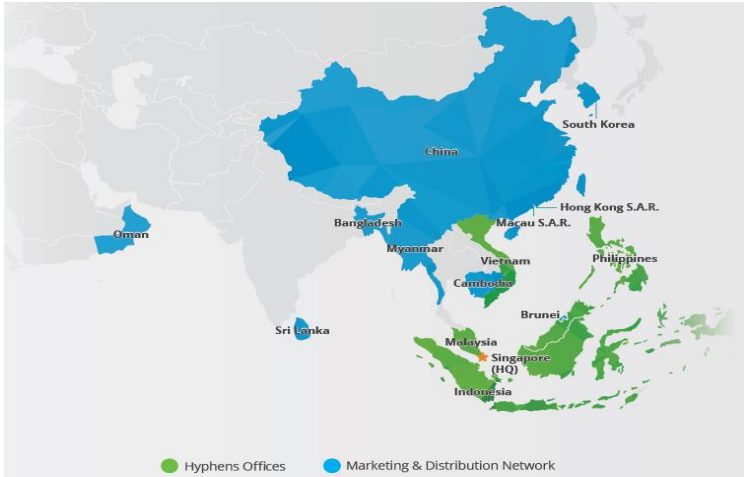 South Korea
China
Hong Kong S.A.R.
Macau S.A.R.
Bangladesh
Oman
Myanmar
Vietnam
Philippines
Cambodia
Brunei
Sri Lanka
Malaysia
Singapore
(HQ)
Indonesia
Hyphens Offices
Marketing & Distribution Network